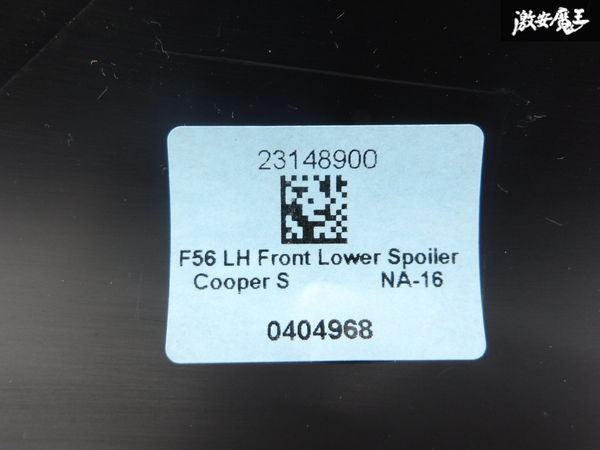 激安魔王
23148900
F56 LH Front Lower Spoiler
Cooper S NA-16
0404968